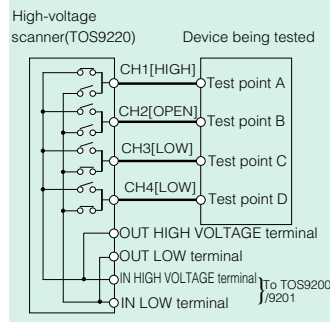 High-voltage
scanner(TOS9220)
Device being tested
CH1[HIGH]
Test point A
CH2[OPEN]
Test point B
CH3[LOW]
Test point C
CH4[LOW]
Test point D
OUT HIGH VOLTAGE terminal
OUT LOW terminal
IN HIGH VOLTAGE terminal
IN LOW terminal
To TOS9200
/9201